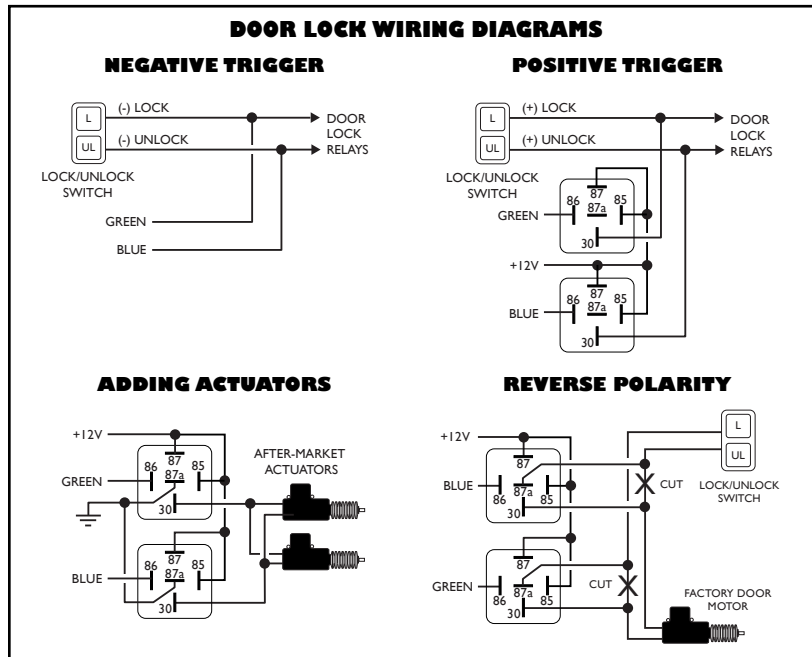 DOOR LOCK WIRING DIAGRAMS
NEGATIVE TRIGGER
L
UL
(-) LOCK
(-) UNLOCK
DOOR
LOCK
RELAYS
LOCK/UNLOCK
SWITCH
GREEN
BLUE
POSITIVE TRIGGER
L
UL
(+) LOCK
(+) UNLOCK
DOOR
LOCK
RELAYS
LOCK/UNLOCK
SWITCH
87
86
87a
85
GREEN
30
+12V
87
86
87a
85
BLUE
30
ADDING ACTUATORS
+12V
87
86
87a
85
GREEN
30
AFTER-MARKET
ACTUATORS
87
86
87a
85
BLUE
30
REVERSE POLARITY
L
UL
LOCK/UNLOCK
SWITCH
+12V
87
BLUE
86
87a
85
30
CUT
87
GREEN
86
87a
85
30
CUT
FACTORY DOOR
MOTOR